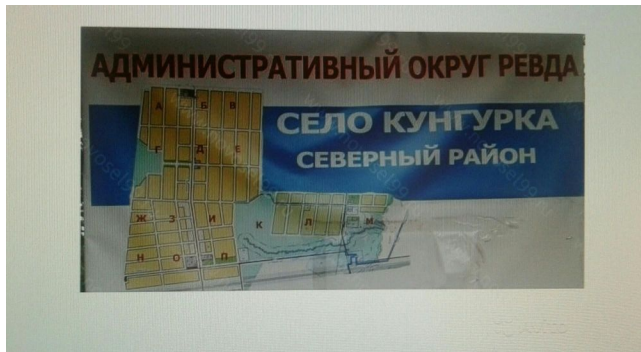 АДМИНИСТРАТИВНЫЙ ОКРУГ РЕВДА
СЕЛО КУНГУРКА
СЕВЕРНЫЙ РАЙОН
А Б В
Г Д Е
Ж З И К Л М
Н О П